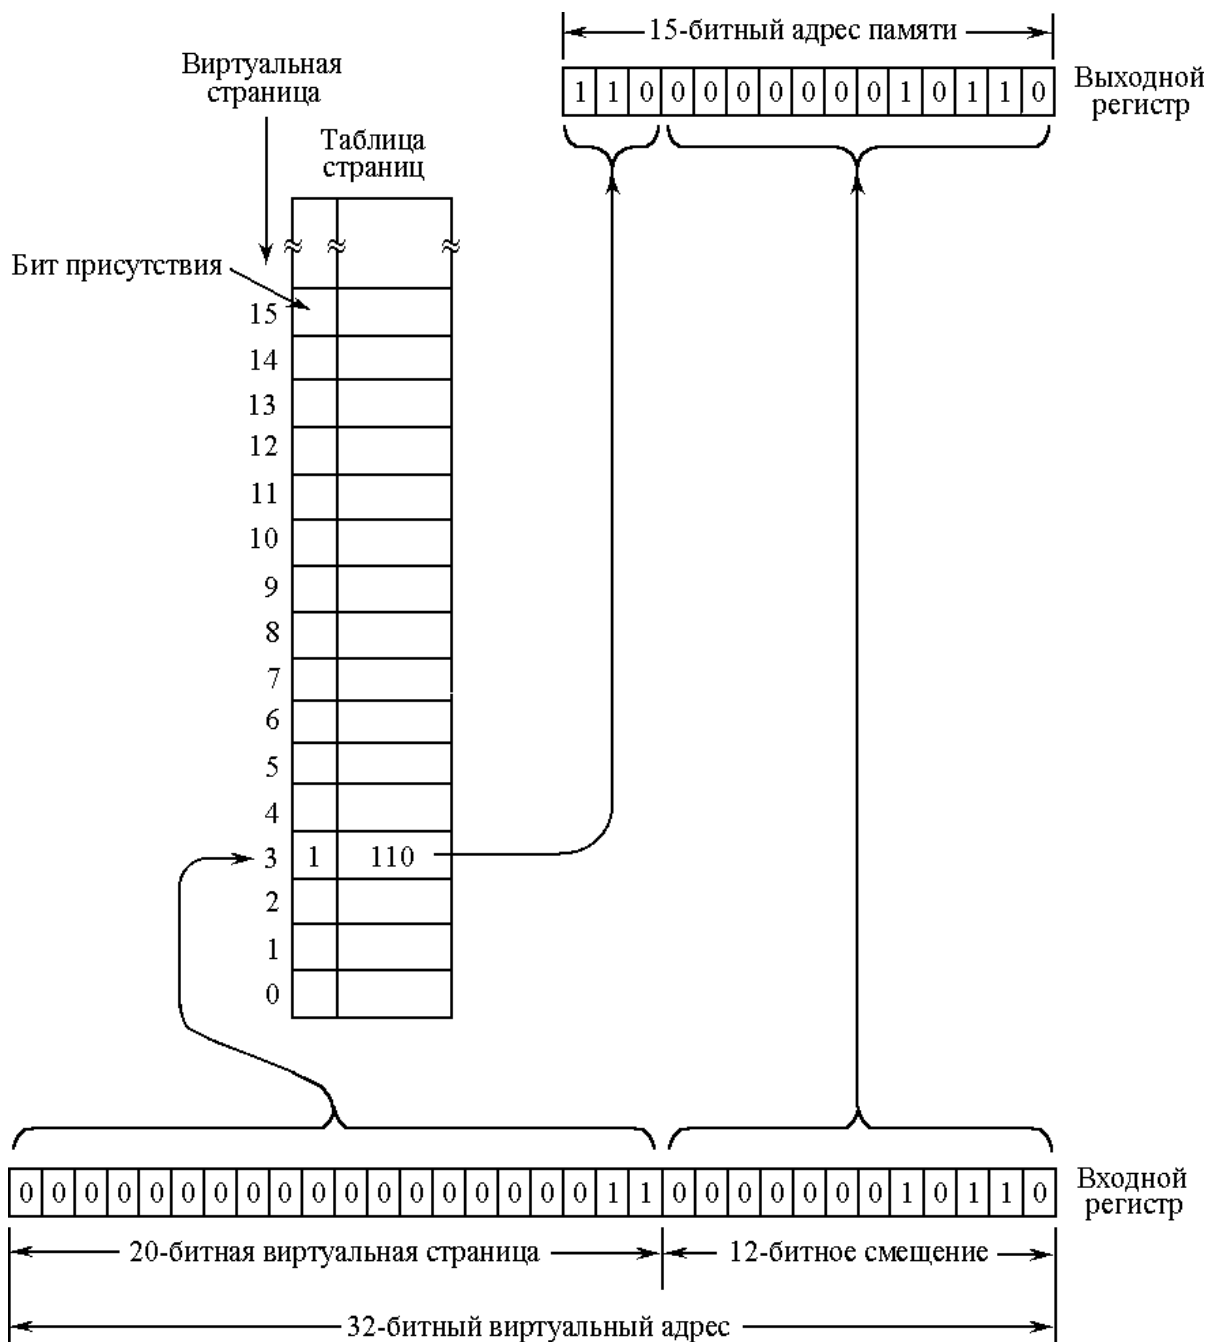 15-битный адрес памяти
Виртуальная
страница
1 1 0 0 0 0 0 0 0 0 1 0 1 1 0
Выходной
регистр
Таблица
страниц
Бит присутствия
15
14
13
12
11
10
9
8
7
6
5
4
3 1 110
2
1
0
0 0 0 0 0 0 0 0 0 0 0 0 0 0 0 0 0 0 1 1 0 0 0 0 0 0 0 1 0 1 1 0
Входной
регистр
20-битная виртуальная страница
12-битное смещение
32-битный виртуальный адрес